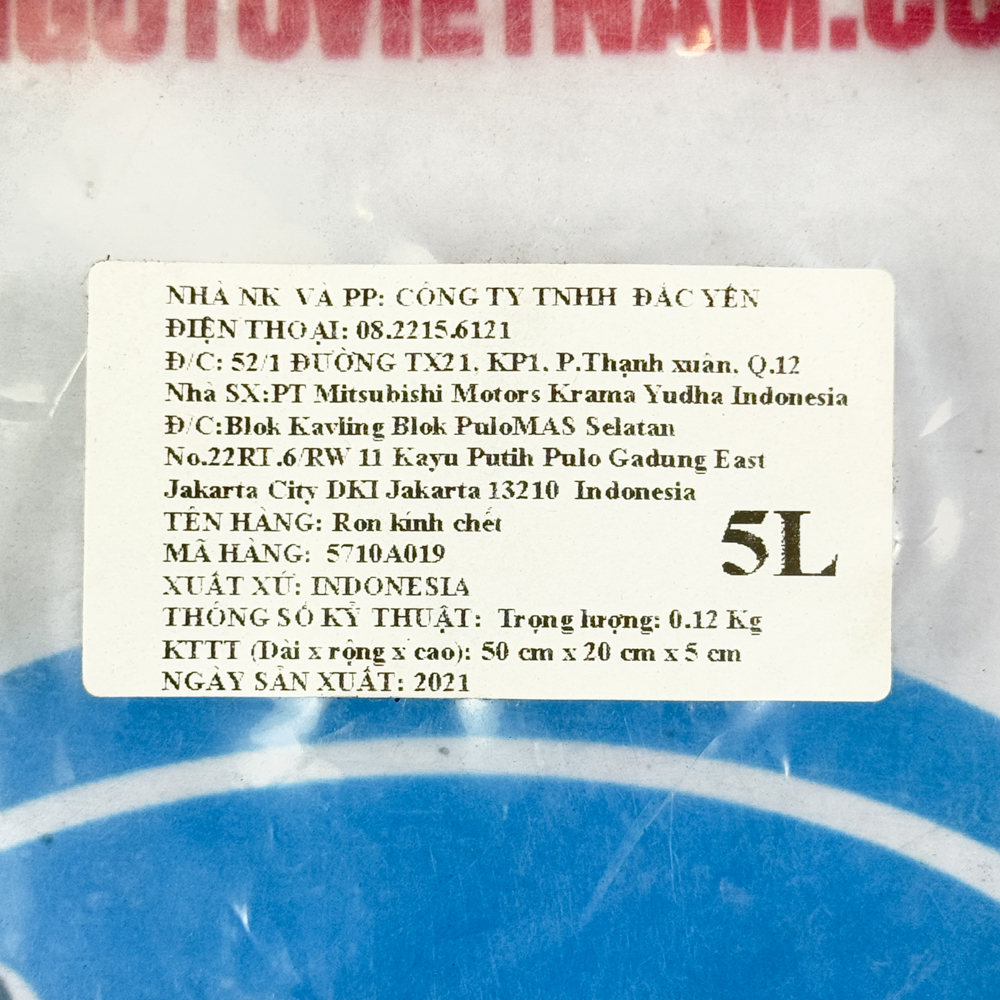 GOTOVIETNAM.CO
NHÀ NK VÀ PP: CÔNG TY TNHH ĐẮC YẾN
ĐIỆN THOẠI: 08.2215.6121
Đ/C: 52/1 ĐƯỜNG TX21, KP1, P.Thạnh xuân, Q.12
Nhà SX:PT Mitsubishi Motors Krama Yudha Indonesia
Đ/C:Blok Kavling Blok PuloMAS Selatan
No.22RT.6/RW 11 Kayu Putih Pulo Gadung East
Jakarta City DKI Jakarta 13210 Indonesia
TÊN HÀNG: Ron kính chết
MÃ HÀNG: 5710A019
5L
XUẤT XỨ: INDONESIA
THÔNG SỐ KỸ THUẬT: Trọng lượng: 0.12 Kg
KTTT (Dài x rộng x cao): 50 cm x 20 cm x 5 cm
NGÀY SẢN XUẤT: 2021